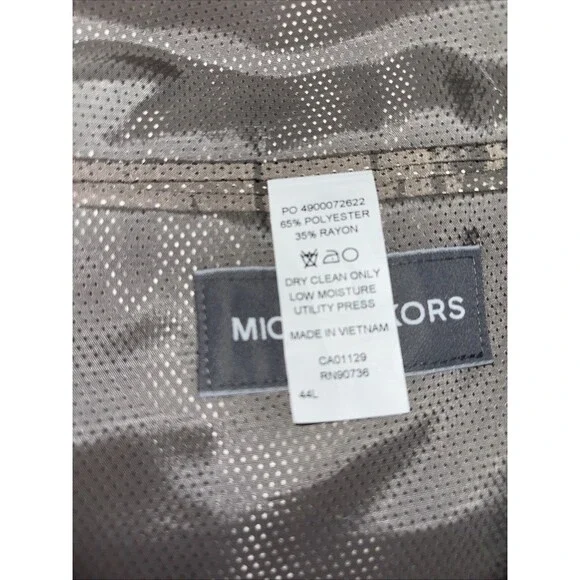 PO 4900072622
65% POLYESTER
35% RAYON
DRY CLEAN ONLY
LOW MOISTURE
UTILITY PRESS
MIC KORS
MADE IN VIETNAM
CA01129
RN90736
44L